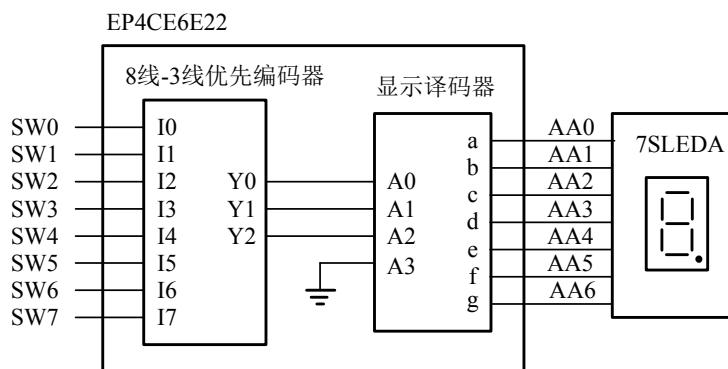 EP4CE6E22
8线-3线优先编码器
显示译码器
SW0 I0
SW1 I1
SW2 I2 Y0
SW3 I3 Y1
SW4 I4 Y2
SW5 I5
SW6 I6
SW7 I7
A0
A1
A2
A3
a AA0
b AA1
c AA2
d AA3
e AA4
f AA5
g AA6
7SLEDA